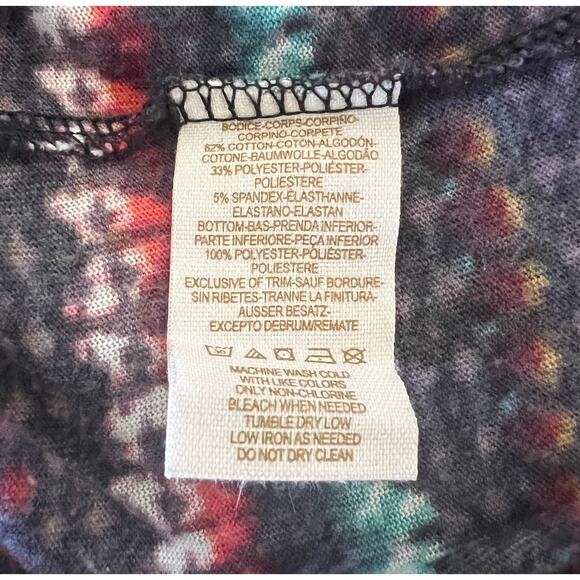 BODICE-CORPS-CORPIÑO-
CORPINO-CORPETE
62% COTTON-COTON-ALGODÓN-
COTONE-BAUMWOLLE-ALGODÃO
33% POLYESTER-POLIÉSTER-
POLIESTERE
5% SPANDEX-ÉLASTHANNE-
ELASTANO-ELASTAN
BOTTOM-BAS-PRENDA INFERIOR-
PARTE INFERIORE-PEÇA INFERIOR
100% POLYESTER-POLIÉSTER-
POLIESTERE
EXCLUSIVE OF TRIM-SAUF BORDURE-
SIN RIBETES-TRANNE LA FINITURA-
AUSSER BESATZ-
EXCEPTO DEBRUM/REMATE
30
MACHINE WASH COLD
WITH LIKE COLORS
ONLY NON-CHLORINE
BLEACH WHEN NEEDED
TUMBLE DRY LOW
LOW IRON AS NEEDED
DO NOT DRY CLEAN